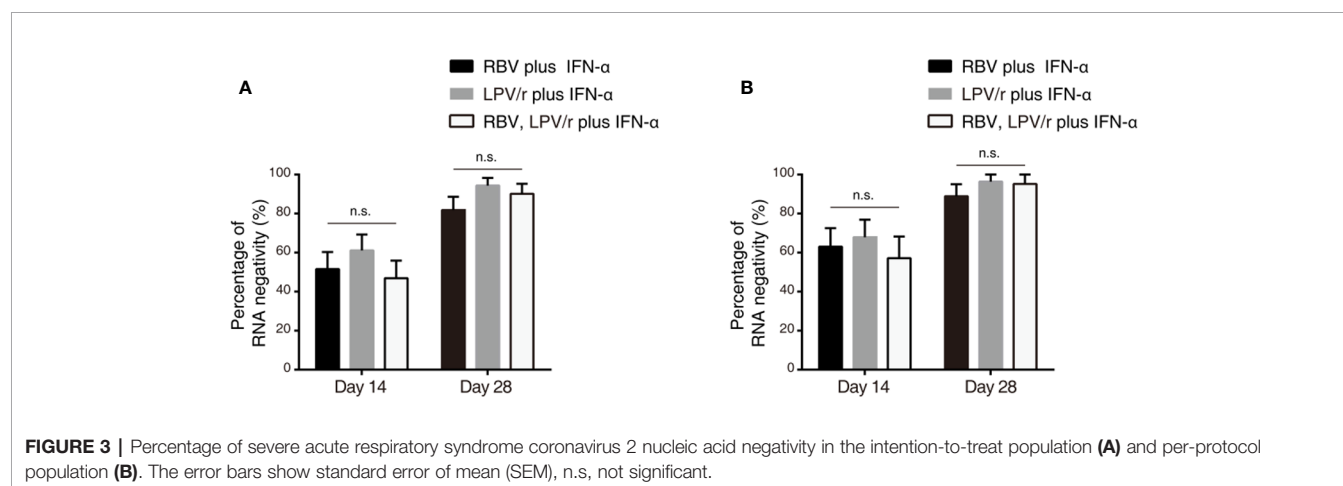 A
RBV plus IFN-α
LPV/r plus IFN-α
RBV, LPV/r plus IFN-α
Percentage of
RNA negativity (%)
100
80
60
40
20
0
n.s.
n.s.
Day 14
Day 28
B
RBV plus IFN-α
LPV/r plus IFN-α
RBV, LPV/r plus IFN-α
Percentage of
RNA negativity (%)
100
80
60
40
20
0
n.s.
n.s.
Day 14
Day 28
FIGURE 3 | Percentage of severe acute respiratory syndrome coronavirus 2 nucleic acid negativity in the intention-to-treat population (A) and per-protocol
population (B). The error bars show standard error of mean (SEM), n.s, not significant.